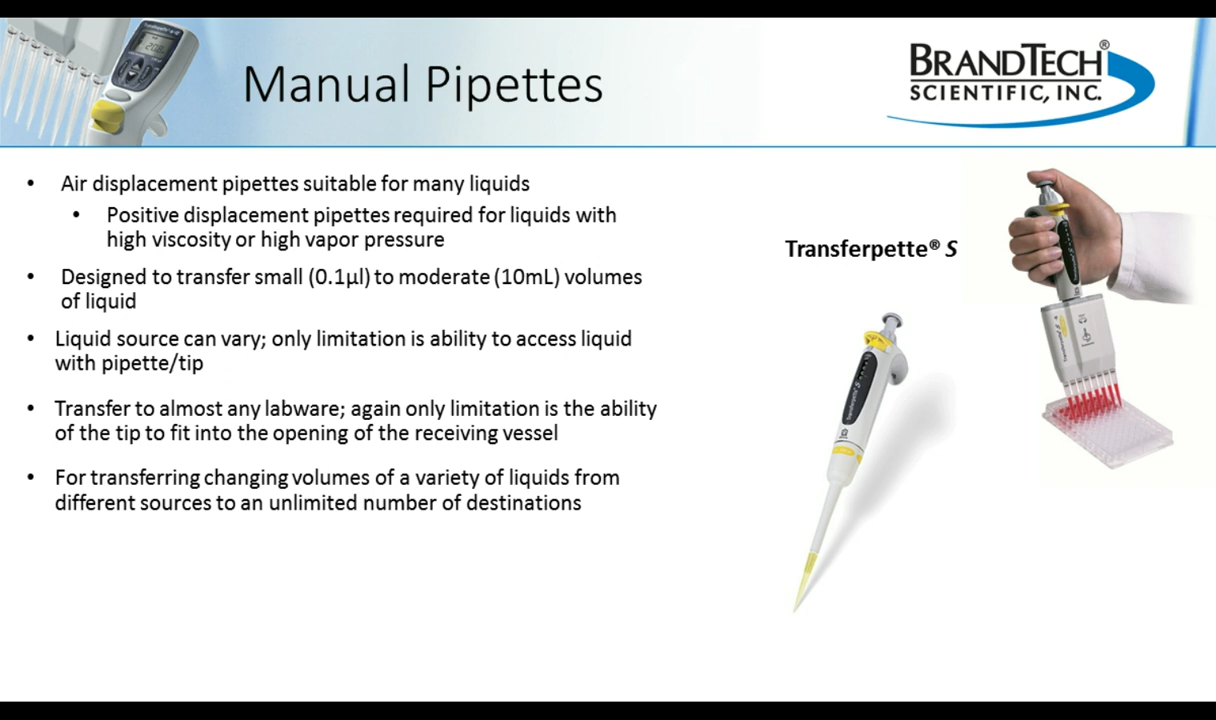 Manual Pipettes
BRANDTECH®
SCIENTIFIC, INC.
• Air displacement pipettes suitable for many liquids
• Positive displacement pipettes required for liquids with
high viscosity or high vapor pressure
• Designed to transfer small (0.1µl) to moderate (10mL) volumes
of liquid
• Liquid source can vary; only limitation is ability to access liquid
with pipette/tip
• Transfer to almost any labware; again only limitation is the ability
of the tip to fit into the opening of the receiving vessel
• For transferring changing volumes of a variety of liquids from
different sources to an unlimited number of destinations
Transferpette® S
Transferpette S